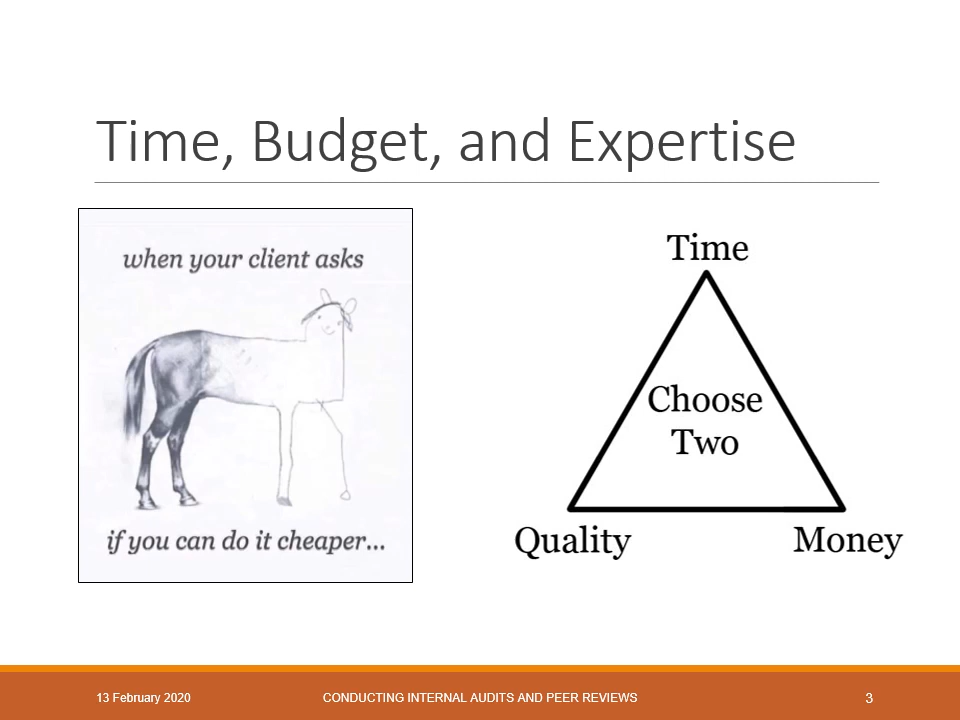 Time, Budget, and Expertise
when your client asks
if you can do it cheaper...
Time
Choose
Two
Quality
Money
13 February 2020
CONDUCTING INTERNAL AUDITS AND PEER REVIEWS
3